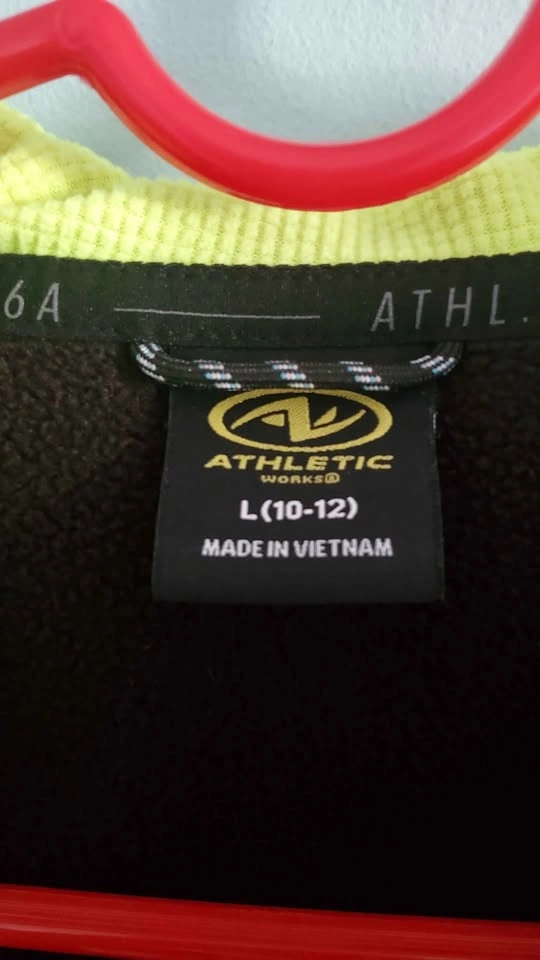 6A ATHL.
ATHLETIC
WORKS®
L(10-12)
MADE IN VIETNAM